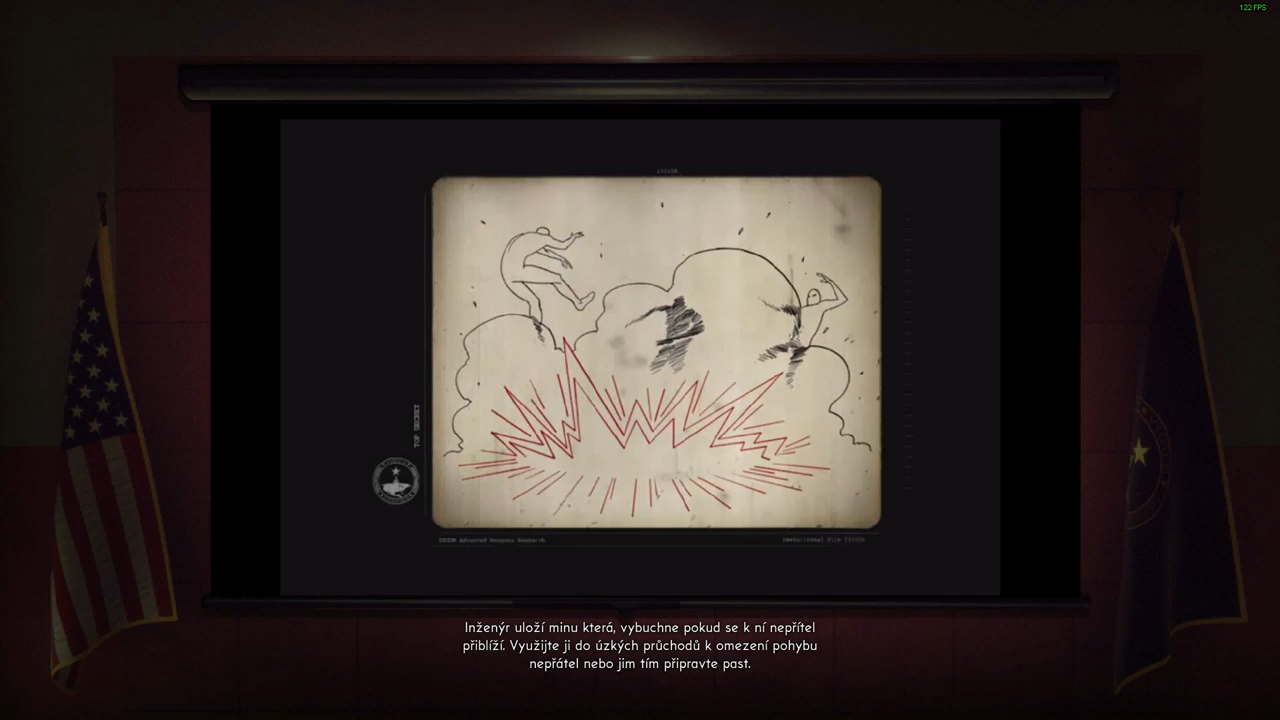 122 FPS
TOP SECRET
Inženýr uloží minu která, vybuchne pokud se k ní nepřítel
přiblíží. Využijte ji do úzkých průchodů k omezení pohybu
nepřátel nebo jim tím připravte past.